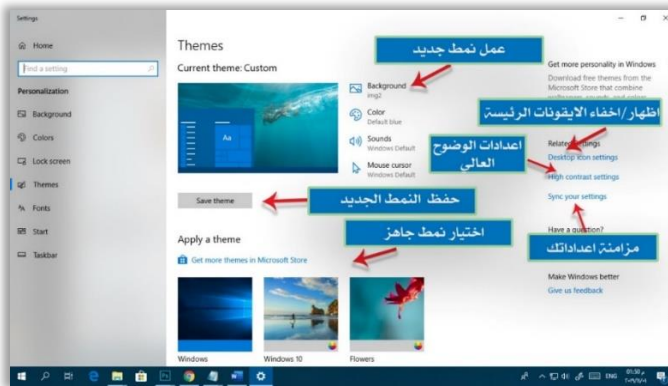 Settings
Home
Find a setting
Personalization
Background
Colors
Lock screen
Themes
Fonts
Start
Taskbar
Themes
Current theme: Custom
Aa
Save theme
Apply a theme
Get more themes in Microsoft Store
Windows
Windows 10
Flowers
عمل نمط جديد
Background
img2
Color
Default blue
Sounds
Windows Default
Mouse cursor
Windows Default
حفظ النمط الجديد
اختيار نمط جاهز
Get more personality in Windows
Download free themes from the
Microsoft Store that combine
اظهار/اخفاء الايقونات الرئيسة
Related settings
Desktop icon settings
اعدادات الوضوح
العالي
High contrast settings
Sync your settings
Have a question?
مزامنة اعداداتك
Make Windows better
Give us feedback
ENG
01:50 م